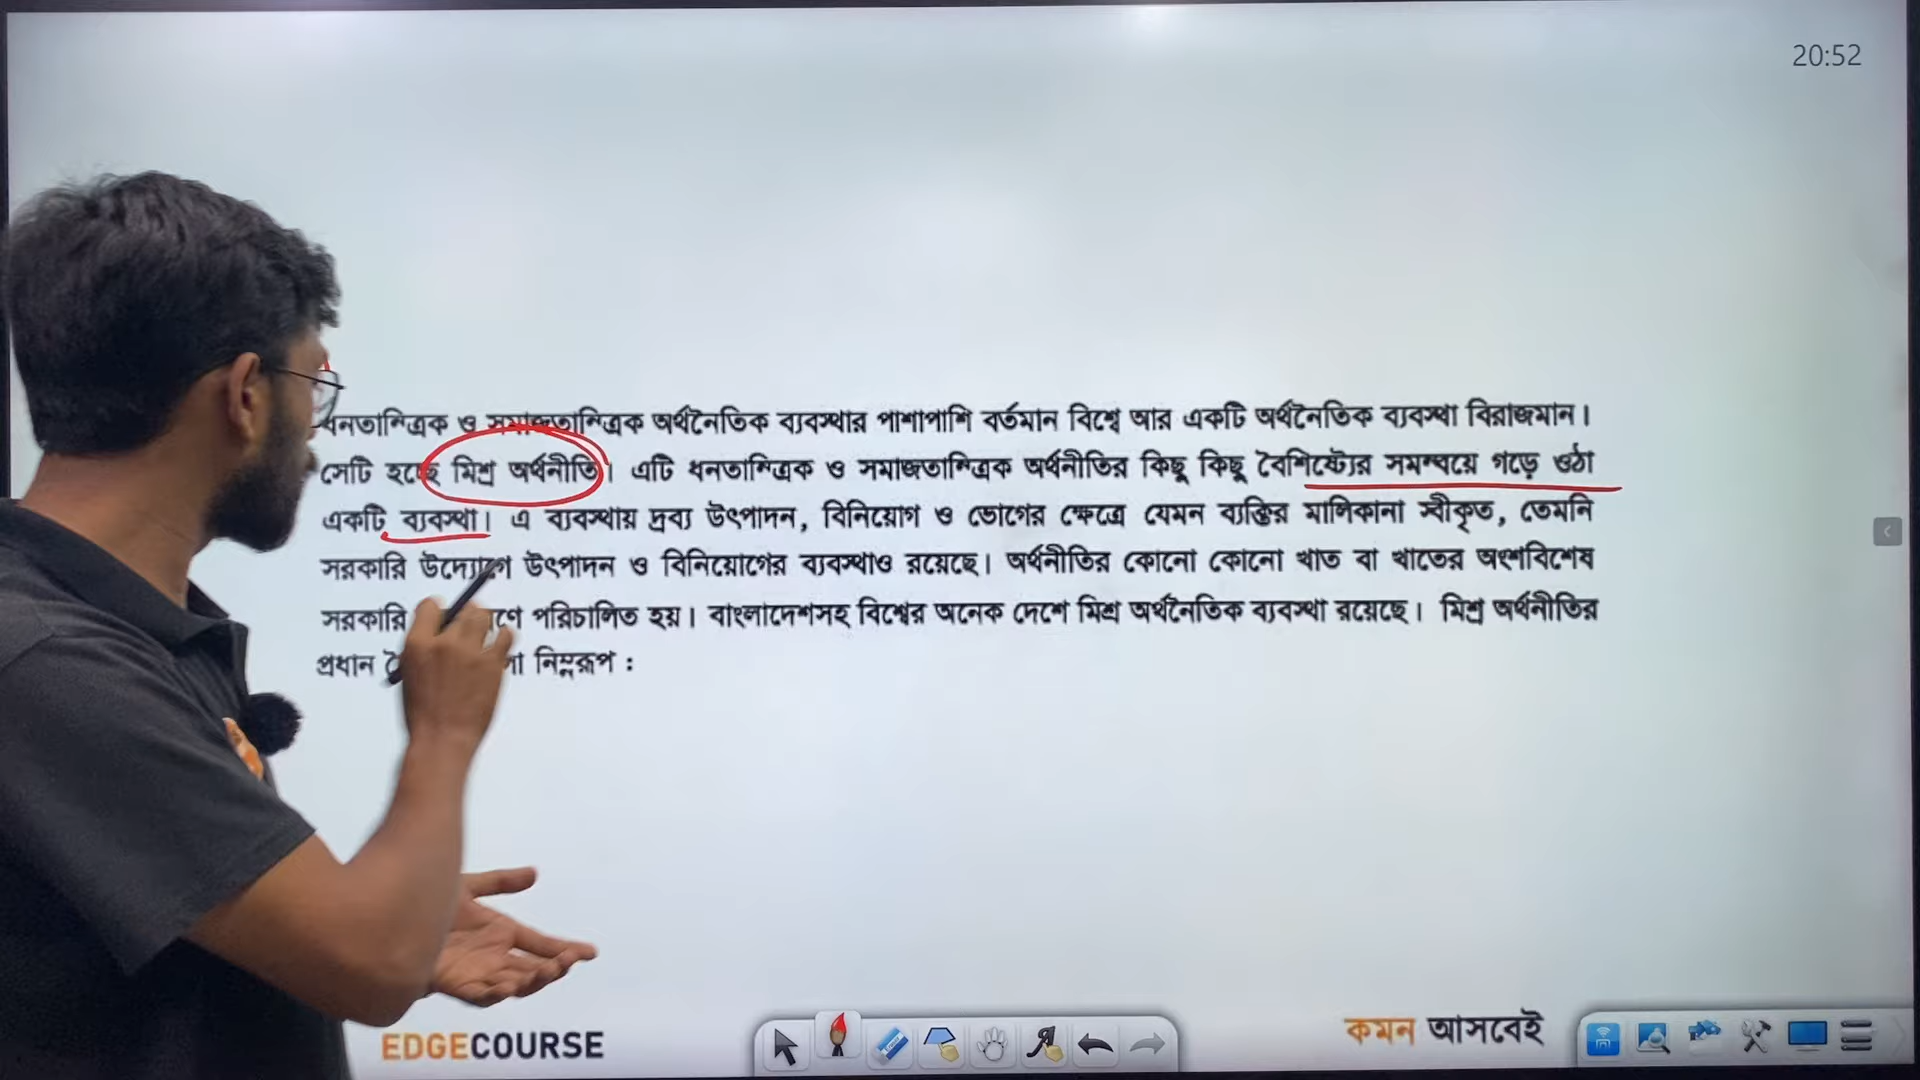 20:52
ধনতান্ত্রিক ও সমাজতান্ত্রিক অর্থনৈতিক ব্যবস্থার পাশাপাশি বর্তমান বিশ্বে আর একটি অর্থনৈতিক ব্যবস্থা বিরাজমান।
সেটি হচ্ছে মিশ্র অর্থনীতি। এটি ধনতান্ত্রিক ও সমাজতান্ত্রিক অর্থনীতির কিছু কিছু বৈশিষ্ট্যের সমন্বয়ে গড়ে ওঠা
একটি ব্যবস্থা। এ ব্যবস্থায় দ্রব্য উৎপাদন, বিনিয়োগ ও ভোগের ক্ষেত্রে যেমন ব্যক্তির মালিকানা স্বীকৃত, তেমনি
সরকারি উদ্যোগে উৎপাদন ও বিনিয়োগের ব্যবস্থাও রয়েছে। অর্থনীতির কোনো কোনো খাত বা খাতের অংশবিশেষ
সরকারি পরিচালিত হয়। বাংলাদেশসহ বিশ্বের অনেক দেশে মিশ্র অর্থনৈতিক ব্যবস্থা রয়েছে। মিশ্র অর্থনীতির
প্রধান নিম্নরূপ :
EDGECOURSE
কমন আসবেই